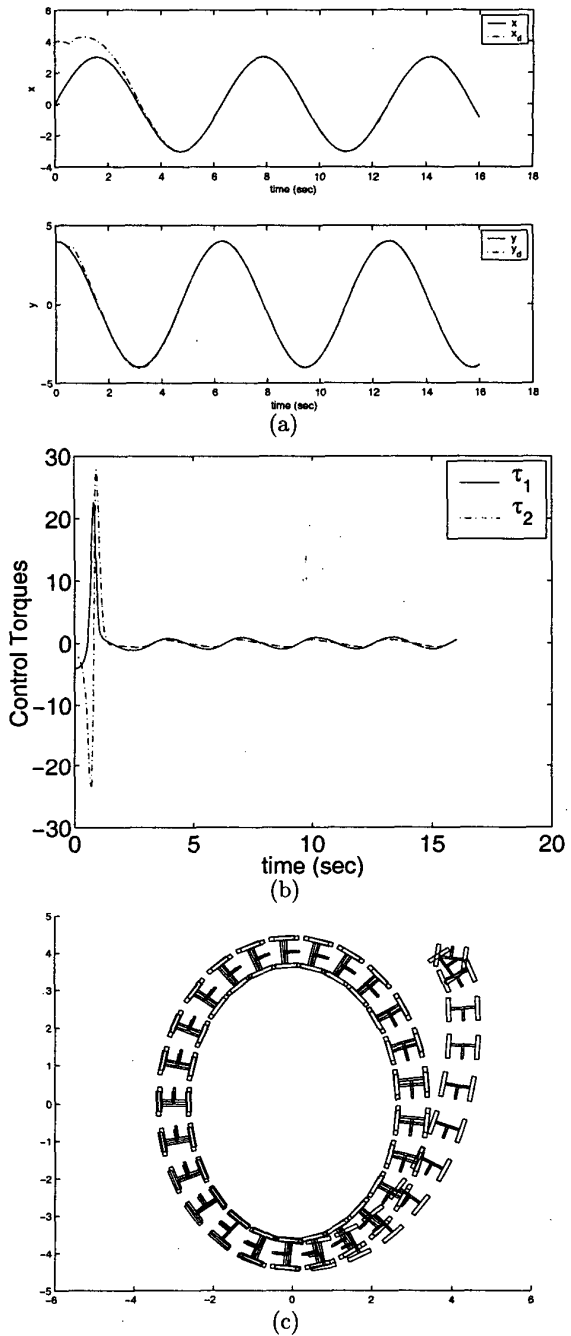 6
4
2
0
-2
-4
x
x
x_d
0 2 4 6 8 10 12 14 16 18
time (sec)
5
0
-5
y
y
y_d
0 2 4 6 8 10 12 14 16 18
time (sec)
(a)
30
20
10
0
-10
-20
-30
Control Torques
τ_1
τ_2
0 5 10 15 20
time (sec)
(b)
5
4
3
2
1
0
-1
-2
-3
-4
-5
-6 -4 -2 0 2 4 6
(c)